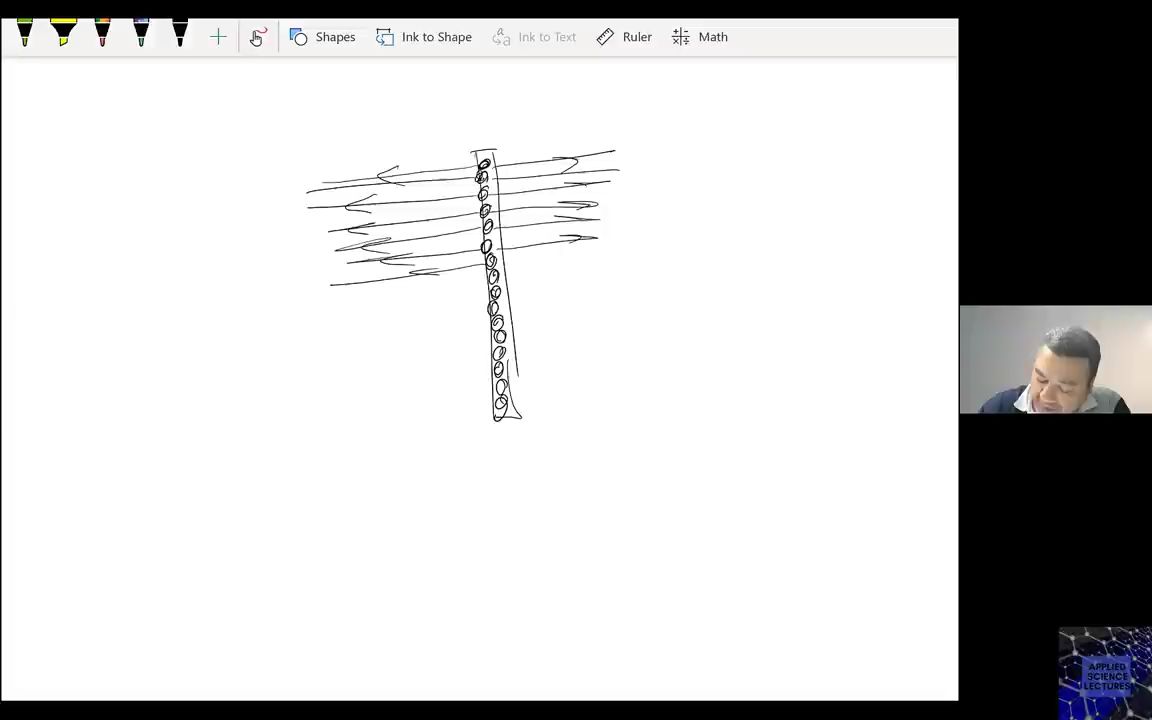 Shapes
Ink to Shape
Ink to Text
Ruler
Math
APPLIED
SCIENCE
LECTURES